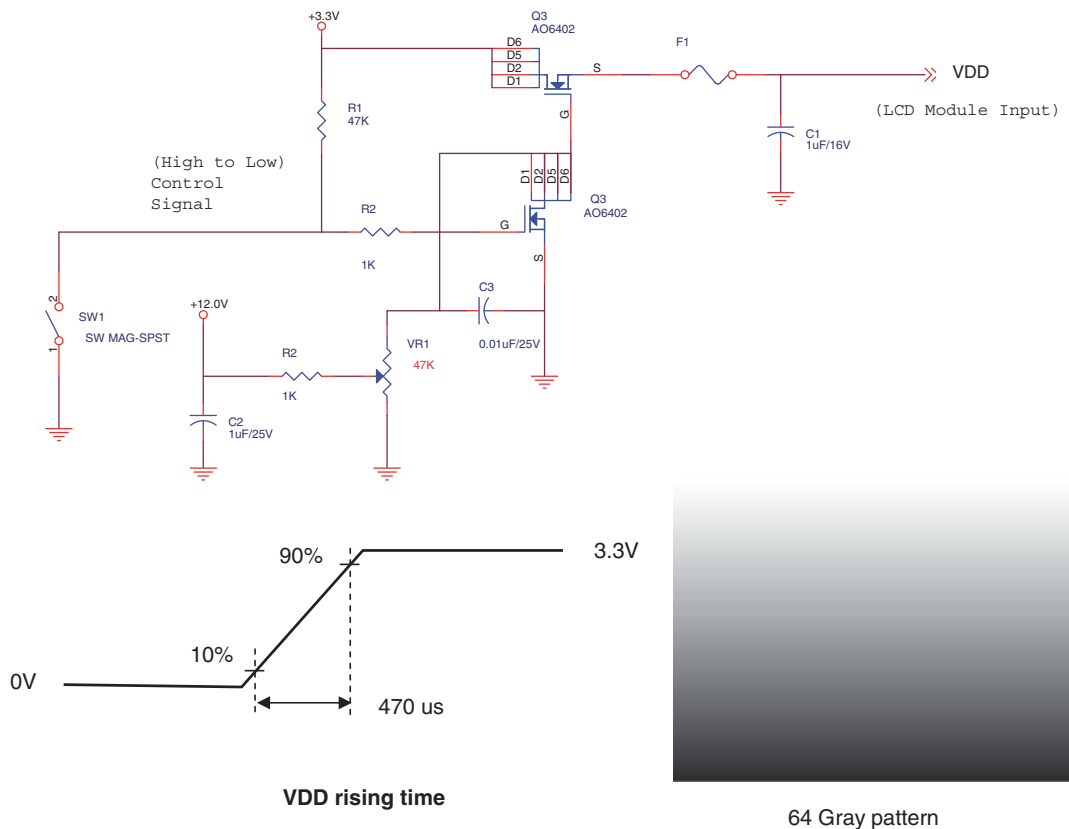 +3.3V
Q3
AO6402
D6
D5
D2
D1
S
G
F1
VDD
(LCD Module Input)
C1
1uF/16V
R1
47K
(High to Low)
Control
Signal
D1
D2
D5
D6
Q3
AO6402
R2
1K
G
S
2
1
SW1
SW MAG-SPST
+12.0V
C3
0.01uF/25V
VR1
47K
R2
1K
C2
1uF/25V
90%
3.3V
10%
0V
470 us
VDD rising time
64 Gray pattern